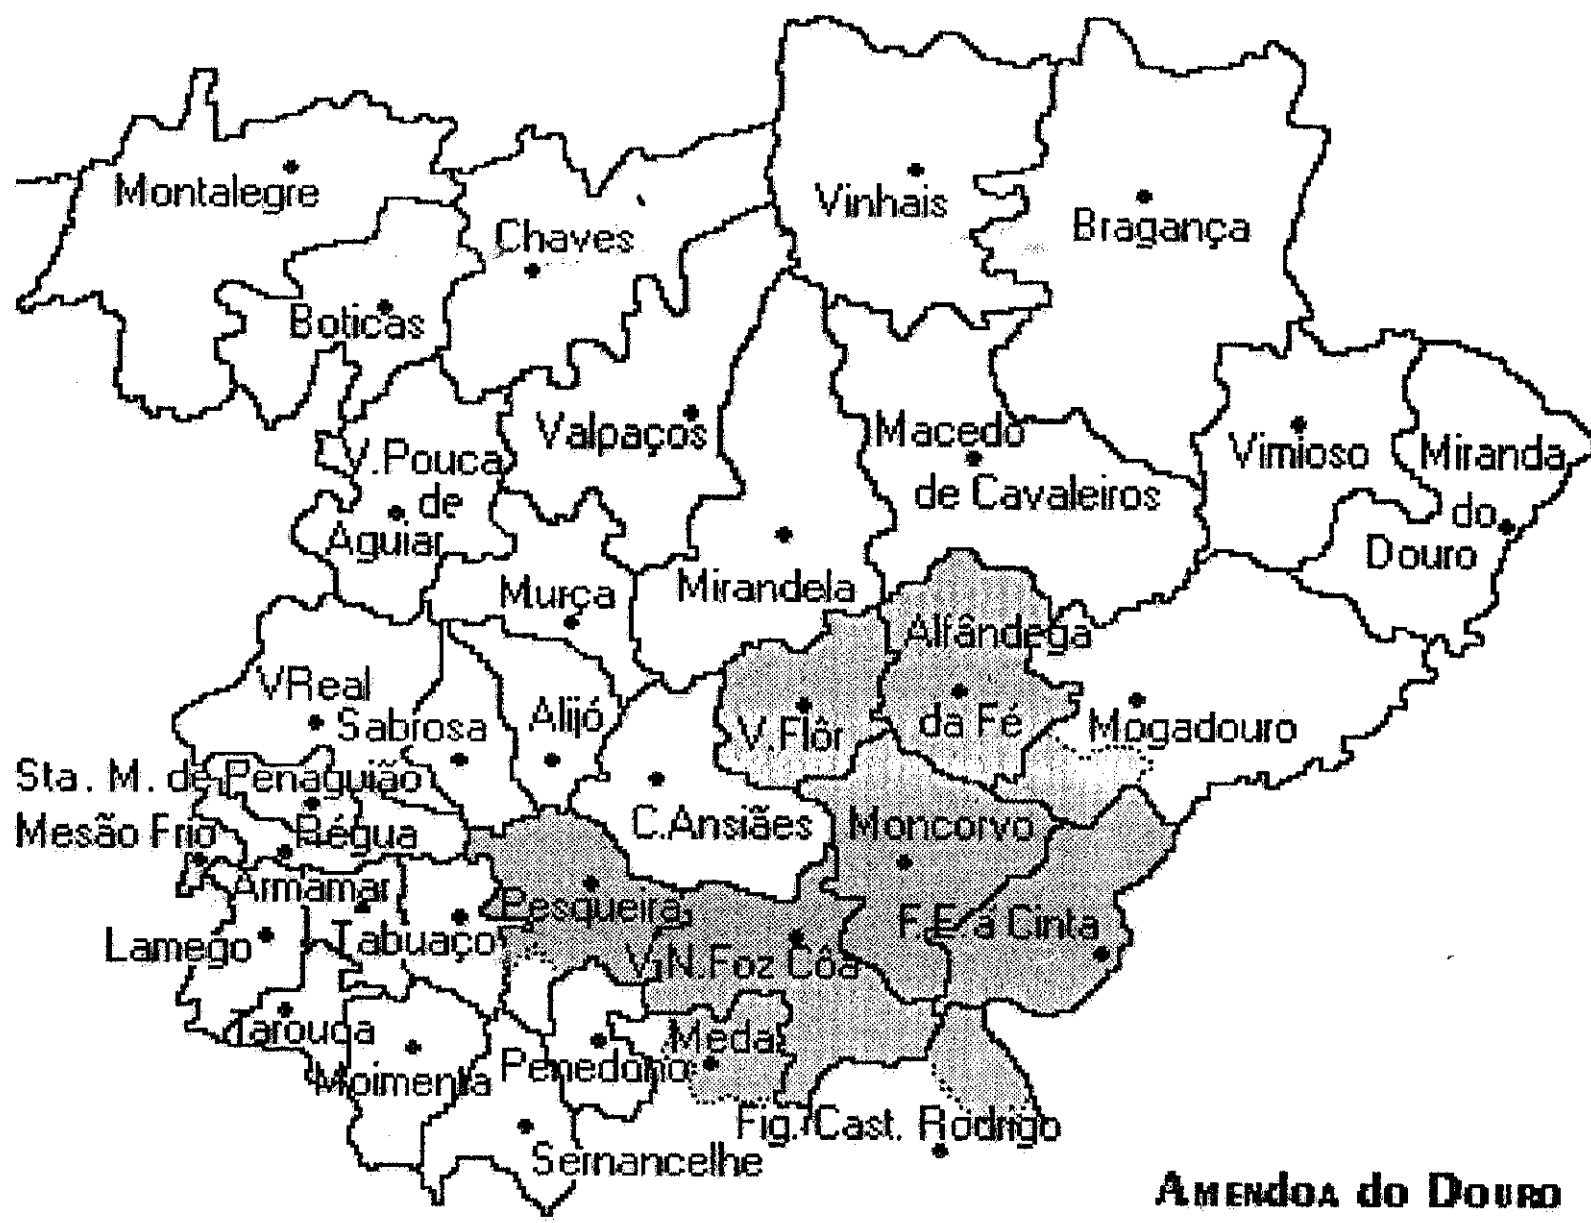 Montalegre
Vinhais
Bragança
Chaves
Boticas
Valpaços
Macedo
de Cavaleiros
Vimioso
Miranda
do
Douro
V.Pouca
de
Aguiar
Murça
Mirandela
Alfândega
da Fé
VReal
Sabrosa
Alijó
V.Flôr
Mogadouro
Sta. M. de Penaguião
Mesão Frio
Régua
C.Ansiães
Moncorvo
Armamar
Pesqueira
F.E.á Cinta
Lamego
Tabuaço
V.N.Foz Côa
Tarouca
Meda
Moimenta
Penedono
Fig. Cast. Rodrigo
Sernancelhe
Amendoa do Douro